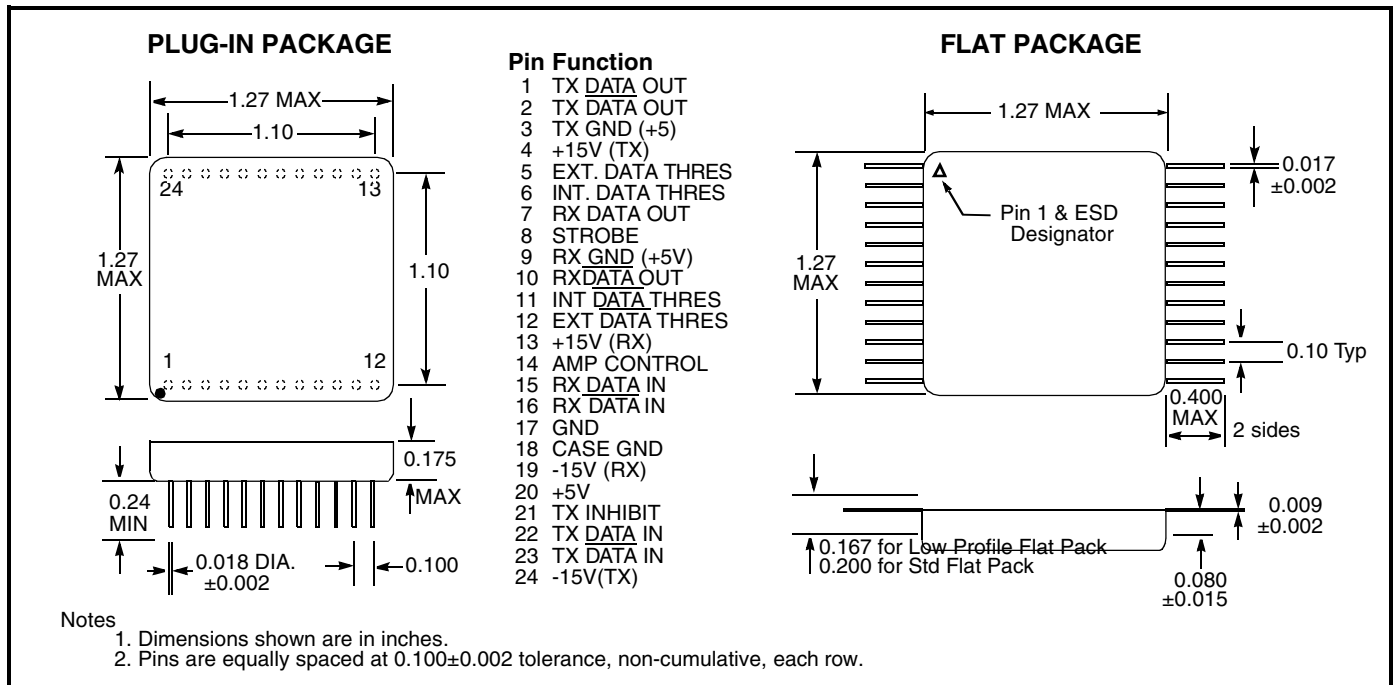 PLUG-IN PACKAGE
1.27 MAX
1.10
24
13
1.27
MAX
1.10
1
12
0.175
MAX
0.24
MIN
0.018 DIA.
±0.002
0.100
Pin Function
1 TX DATA OUT
2 TX D̅A̅T̅A̅ OUT
3 TX GND (+5)
4 +15V (TX)
5 EXT. DATA THRES
6 INT. DATA THRES
7 RX DATA OUT
8 STROBE
9 RX GND (+5V)
10 RXD̅A̅T̅A̅ OUT
11 INT D̅A̅T̅A̅ THRES
12 EXT D̅A̅T̅A̅ THRES
13 +15V (RX)
14 AMP CONTROL
15 RX DATA IN
16 RX D̅A̅T̅A̅ IN
17 GND
18 CASE GND
19 -15V (RX)
20 +5V
21 TX INHIBIT
22 TX DATA IN
23 TX D̅A̅T̅A̅ IN
24 -15V(TX)
FLAT PACKAGE
1.27 MAX
0.017
±0.002
Pin 1 & ESD
Designator
1.27
MAX
0.10 Typ
0.400
MAX
2 sides
0.009
±0.002
0.167 for Low Profile Flat Pack
0.200 for Std Flat Pack
0.080
±0.015
Notes
1. Dimensions shown are in inches.
2. Pins are equally spaced at 0.100±0.002 tolerance, non-cumulative, each row.